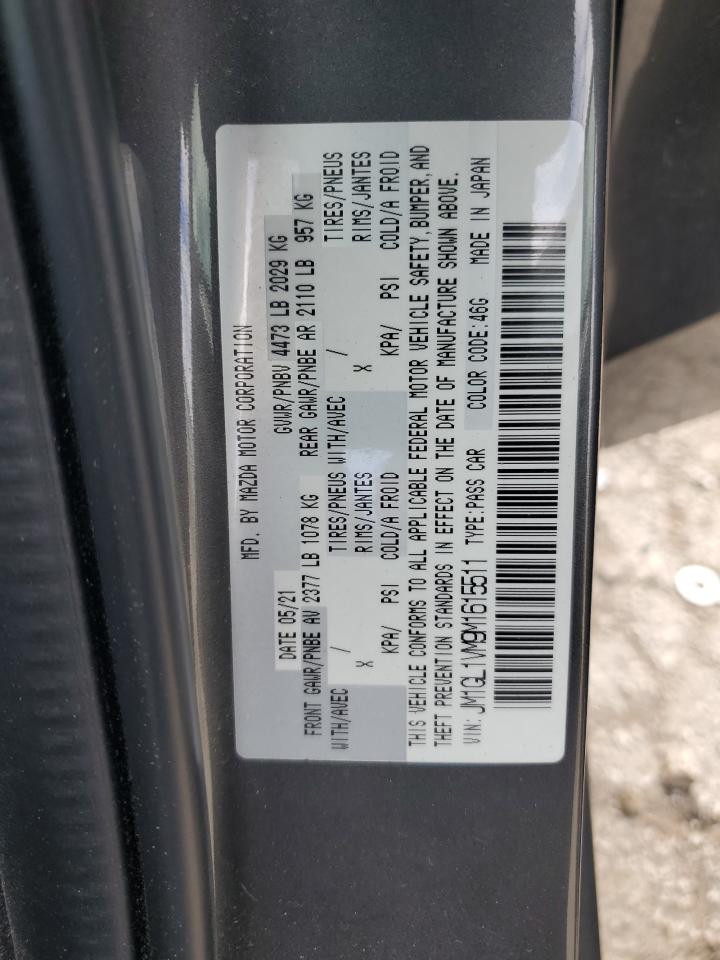 MFD. BY MAZDA MOTOR CORPORATION
DATE 05/21 GVWR/PNBV 4473 LB 2029 KG
FRONT GAWR/PNBE AV 2377 LB 1078 KG REAR GAWR/PNBE AR 2110 LB 957 KG
WITH/AVEC / TIRES/PNEUS WITH/AVEC / TIRES/PNEUS
X RIMS/JANTES X RIMS/JANTES
KPA/ PSI COLD/A FROID KPA/ PSI COLD/A FROID
THIS VEHICLE CONFORMS TO ALL APPLICABLE FEDERAL MOTOR VEHICLE SAFETY, BUMPER, AND
THEFT PREVENTION STANDARDS IN EFFECT ON THE DATE OF MANUFACTURE SHOWN ABOVE.
VIN: JM1GL1VM9M1615511 TYPE: PASS CAR COLOR CODE: 46G MADE IN JAPAN